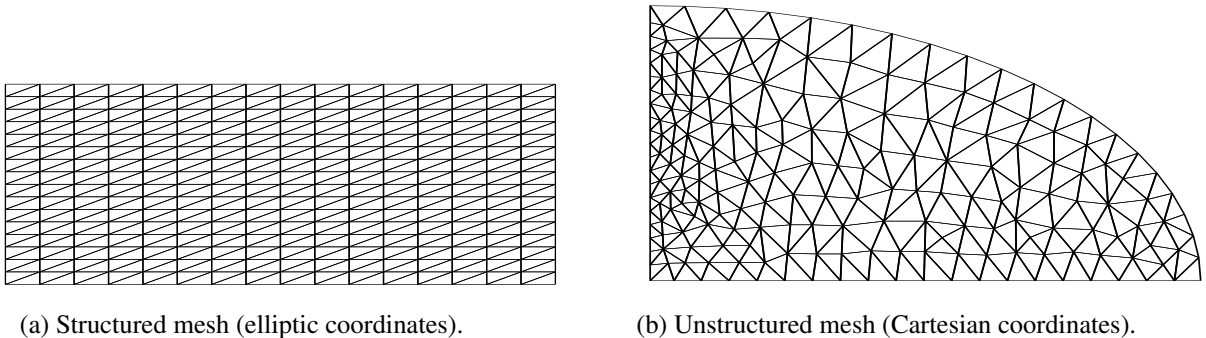 (a) Structured mesh (elliptic coordinates).
(b) Unstructured mesh (Cartesian coordinates).